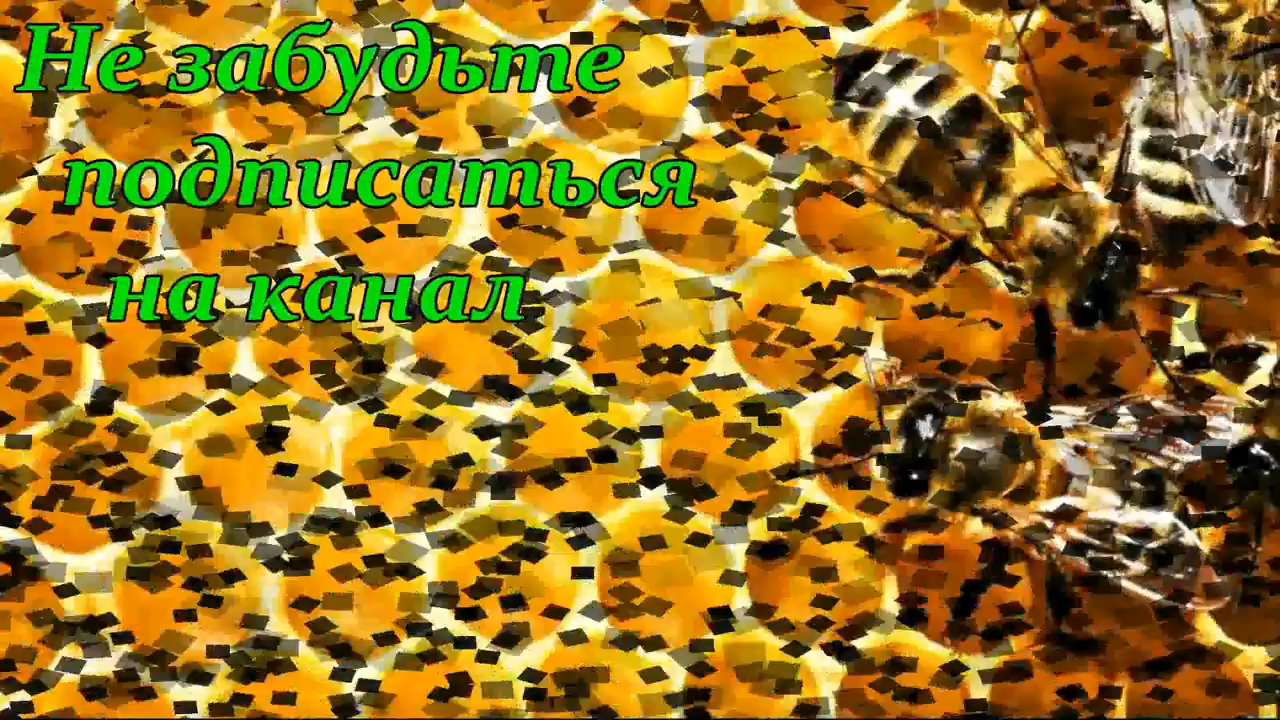 Не забудьте
подписаться
на канал